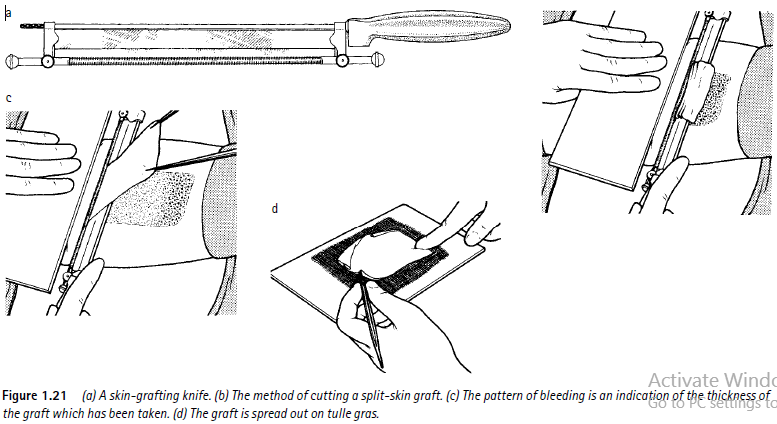 a
c
d
Activate Windo
Figure 1.21 (a) A skin-grafting knife. (b) The method of cutting a split-skin graft. (c) The pattern of bleeding is an indication of the thickness of
Go to PC settings to
the graft which has been taken. (d) The graft is spread out on tulle gras.